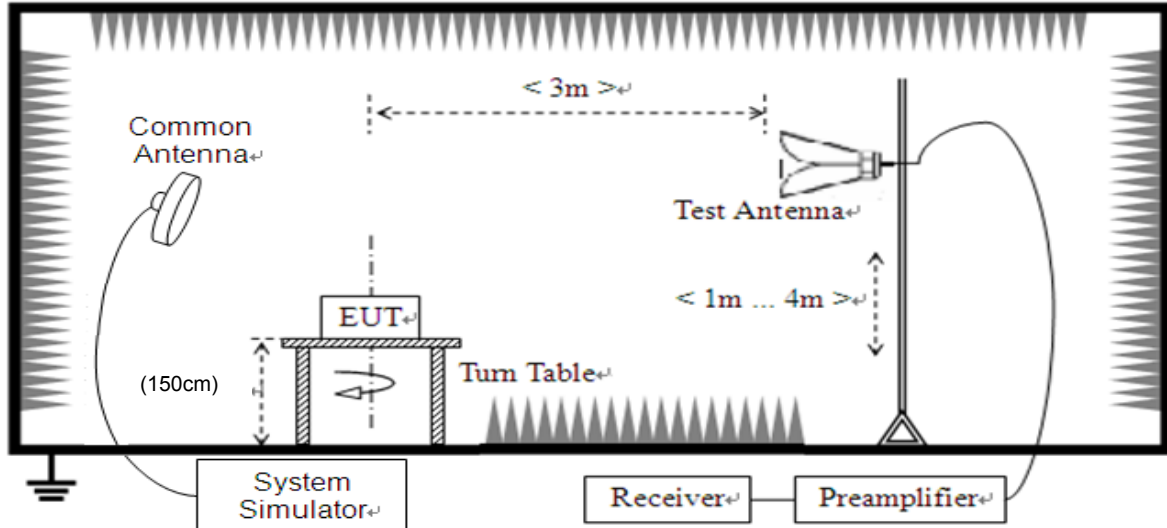 < 3m >↵
Common
Antenna↵
Test Antenna↵
< 1m ... 4m >↵
EUT↵
(150cm)
↵
Turn Table↵
System
Simulator↵
Receiver↵
Preamplifier↵